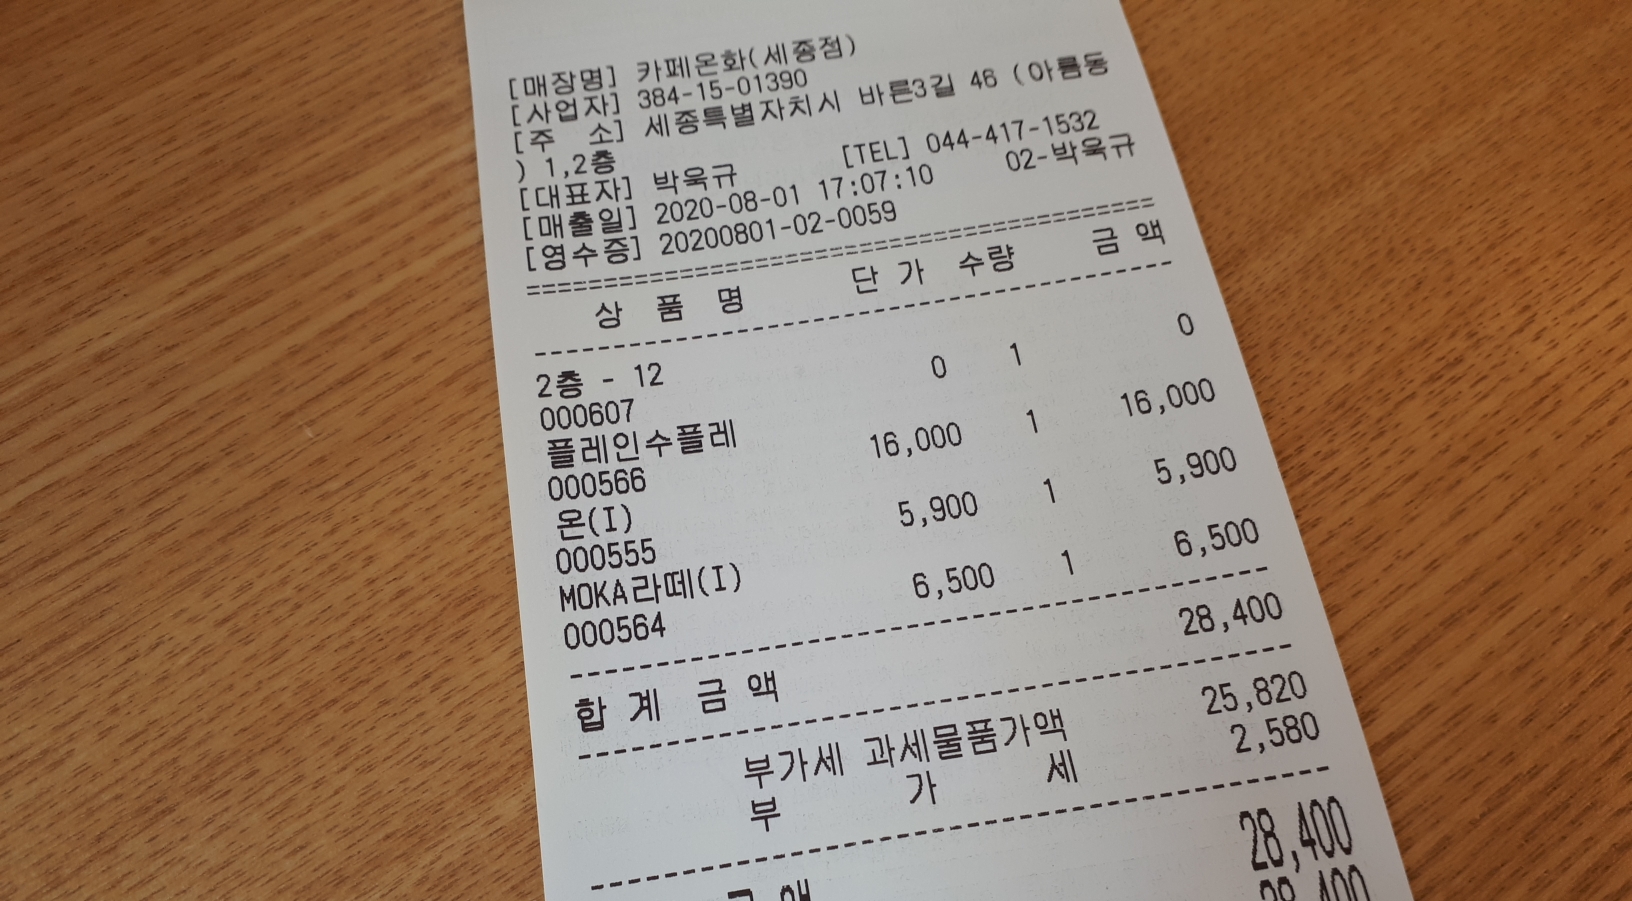 [매장명] 카페온화(세종점)
[사업자] 384-15-01390
[주 소] 세종특별자치시 바른3길 46 (아름동
) 1,2층
[대표자] 박욱규 [TEL] 044-417-1532
[매출일] 2020-08-01 17:07:10 02-박욱규
[영수증] 20200801-02-0059
==========================================
상 품 명 단 가 수량 금 액
------------------------------------------
2층 - 12 0 1 0
000607
플레인수플레 16,000 1 16,000
000566
온(I) 5,900 1 5,900
000555
MOKA라떼(I) 6,500 1 6,500
000564
------------------------------------------
합 계 금 액 28,400
------------------------------------------
부가세 과세물품가액 25,820
부 가 세 2,580
------------------------------------------
금 액 28,400
28,400